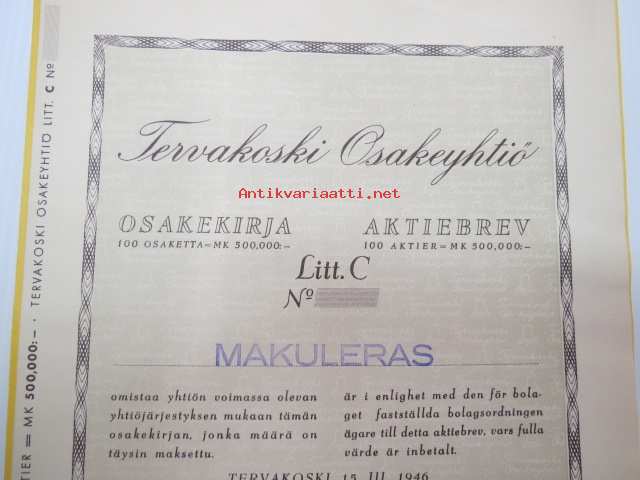 Tervakoski Osakeyhtiö
Antikvariaatti.net
OSAKEKIRJA
100 OSAKETTA = MK 500,000:-
AKTIEBREV
100 AKTIER = MK 500,000:-
Litt. C
Nº
MAKULERAS
omistaa yhtiön voimassa olevan
yhtiöjärjestyksen mukaan tämän
osakekirjan, jonka määrä on
täysin maksettu.
är i enlighet med den för bola-
get fastställda bolagsordningen
ägare till detta aktiebrev, vars fulla
värde är inbetalt.
TERVAKOSKI 15 III 1946
TIER = MK 500,000:- · TERVAKOSKI OSAKEYHTIÖ LITT. C Nº